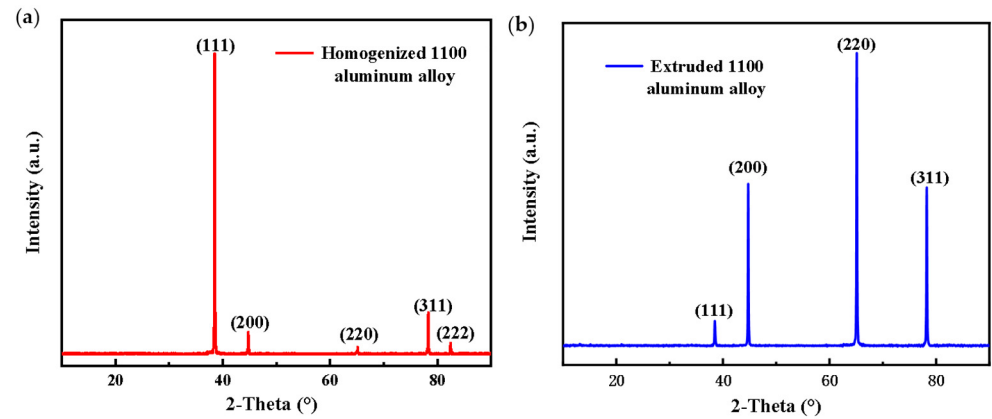 (a)
(111)
Homogenized 1100
aluminum alloy
(200)
(220)
(311)
(222)
Intensity (a.u.)
20
40
60
80
2-Theta (°)
(b)
(220)
Extruded 1100
aluminum alloy
(200)
(311)
(111)
Intensity (a.u.)
20
40
60
80
2-Theta (°)